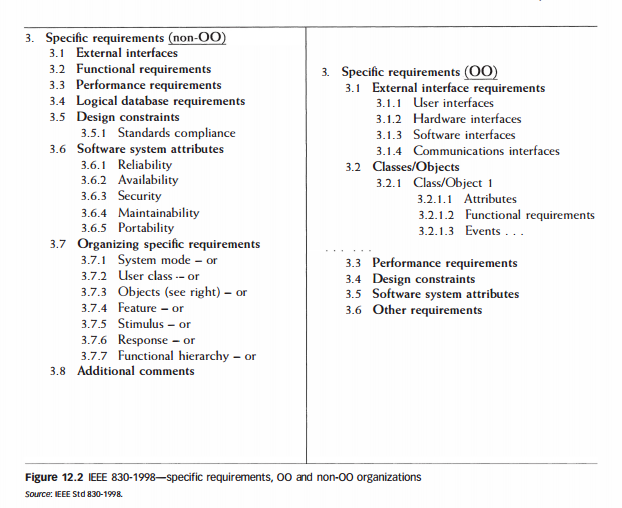 3. Specific requirements (non-OO)
3.1 External interfaces
3.2 Functional requirements
3.3 Performance requirements
3.4 Logical database requirements
3.5 Design constraints
3.5.1 Standards compliance
3.6 Software system attributes
3.6.1 Reliability
3.6.2 Availability
3.6.3 Security
3.6.4 Maintainability
3.6.5 Portability
3.7 Organizing specific requirements
3.7.1 System mode – or
3.7.2 User class – or
3.7.3 Objects (see right) – or
3.7.4 Feature – or
3.7.5 Stimulus – or
3.7.6 Response – or
3.7.7 Functional hierarchy – or
3.8 Additional comments
3. Specific requirements (OO)
3.1 External interface requirements
3.1.1 User interfaces
3.1.2 Hardware interfaces
3.1.3 Software interfaces
3.1.4 Communications interfaces
3.2 Classes/Objects
3.2.1 Class/Object 1
3.2.1.1 Attributes
3.2.1.2 Functional requirements
3.2.1.3 Events . . .
. . . . . .
3.3 Performance requirements
3.4 Design constraints
3.5 Software system attributes
3.6 Other requirements
Figure 12.2 IEEE 830-1998—specific requirements, OO and non-OO organizations
Source: IEEE Std 830-1998.